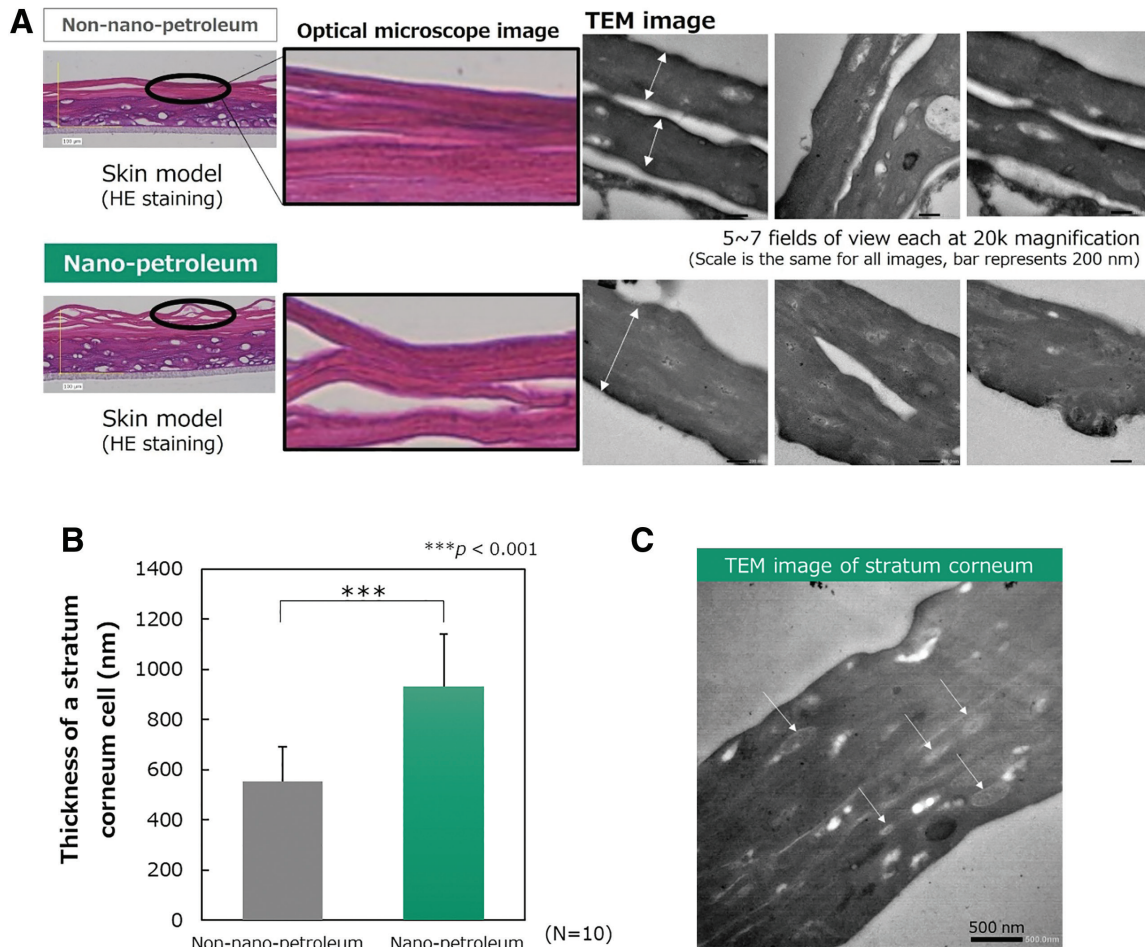 A
Non-nano-petroleum
Optical microscope image
TEM image
Skin model
(HE staining)
5~7 fields of view each at 20k magnification
(Scale is the same for all images, bar represents 200 nm)
Nano-petroleum
Skin model
(HE staining)
B
***p < 0.001
Thickness of a stratum
corneum cell (nm)
1400
1200
1000
800
600
400
200
0
***
Non-nano-petroleum
Nano-petroleum
(N=10)
C
TEM image of stratum corneum
500 nm
500.0nm